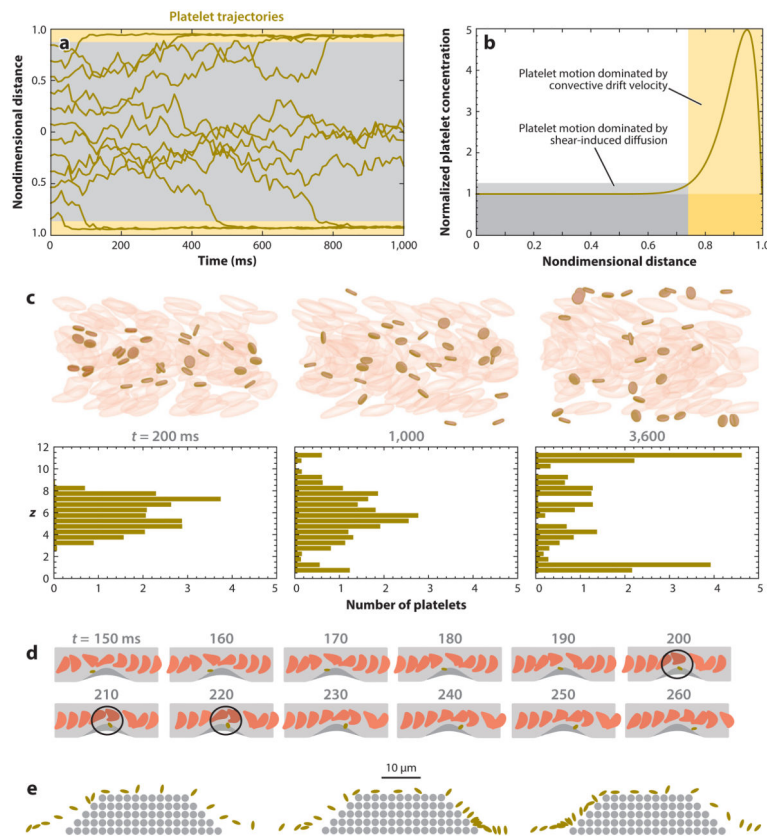 Platelet trajectories
a
1.0
0.5
0
0.5
1.0
Nondimensional distance
0
200
400
600
800
1,000
Time (ms)
b
Platelet motion dominated by
convective drift velocity
Platelet motion dominated by
shear-induced diffusion
5
4
3
2
1
0
Normalized platelet concentration
0
0.2
0.4
0.6
0.8
1.0
Nondimensional distance
c
t = 200 ms
1,000
3,600
12
10
8
6
4
2
0
z
0 1 2 3 4 5
0 1 2 3 4 5
0 1 2 3 4 5
Number of platelets
d
t = 150 ms
160
170
180
190
200
210
220
230
240
250
260
10 µm
e